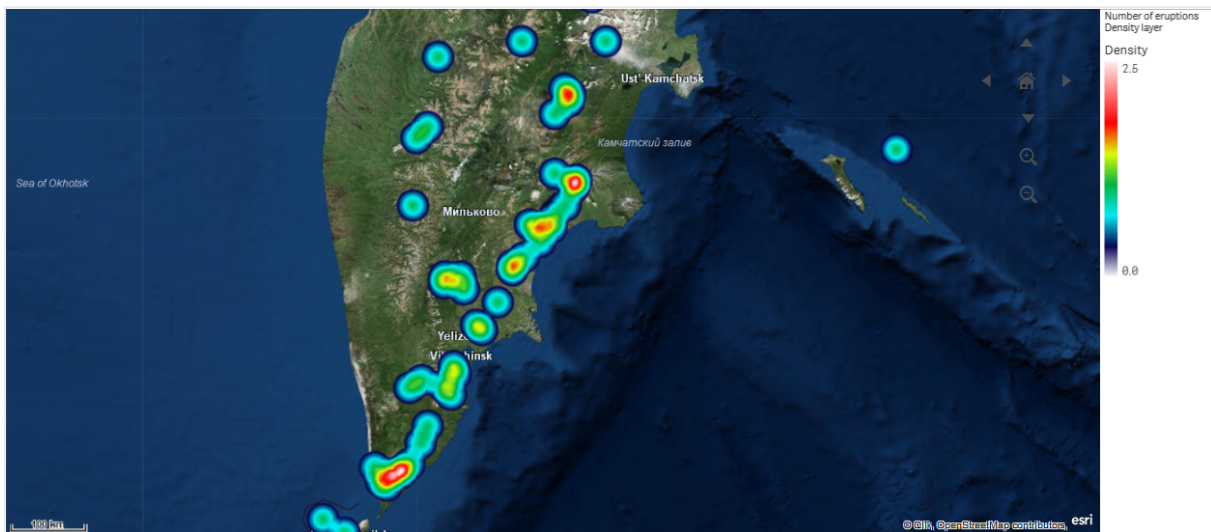 Number of eruptions
Density layer
Density
2.5
0.0
Ust'-Kamchatsk
Камчатский залив
Sea of Okhotsk
Мильково
100 km
© Qlik, OpenStreetMap contributors,
esri